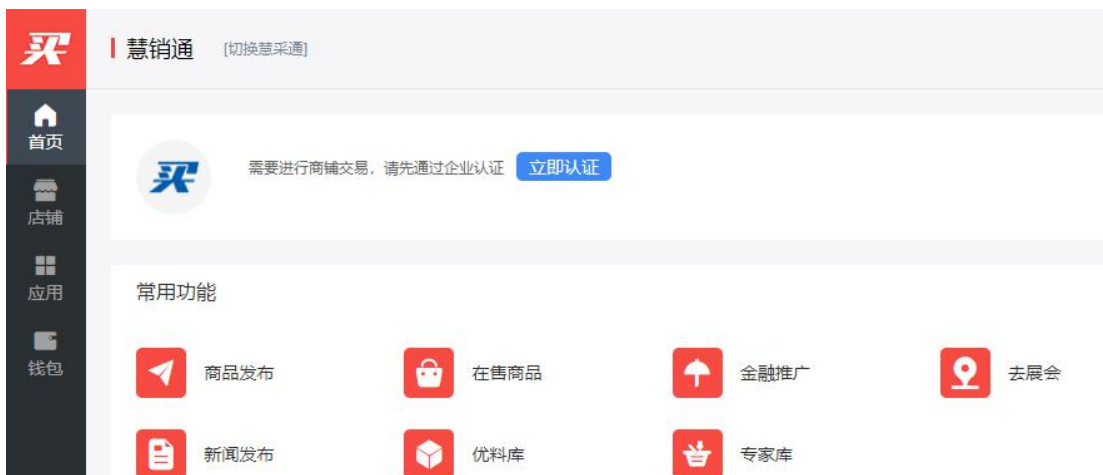 买
慧销通 [切换慧采通]
首页
买
需要进行商铺交易，请先通过企业认证 立即认证
店铺
应用
常用功能
钱包
商品发布 在售商品 金融推广 去展会
新闻发布 优料库 专家库